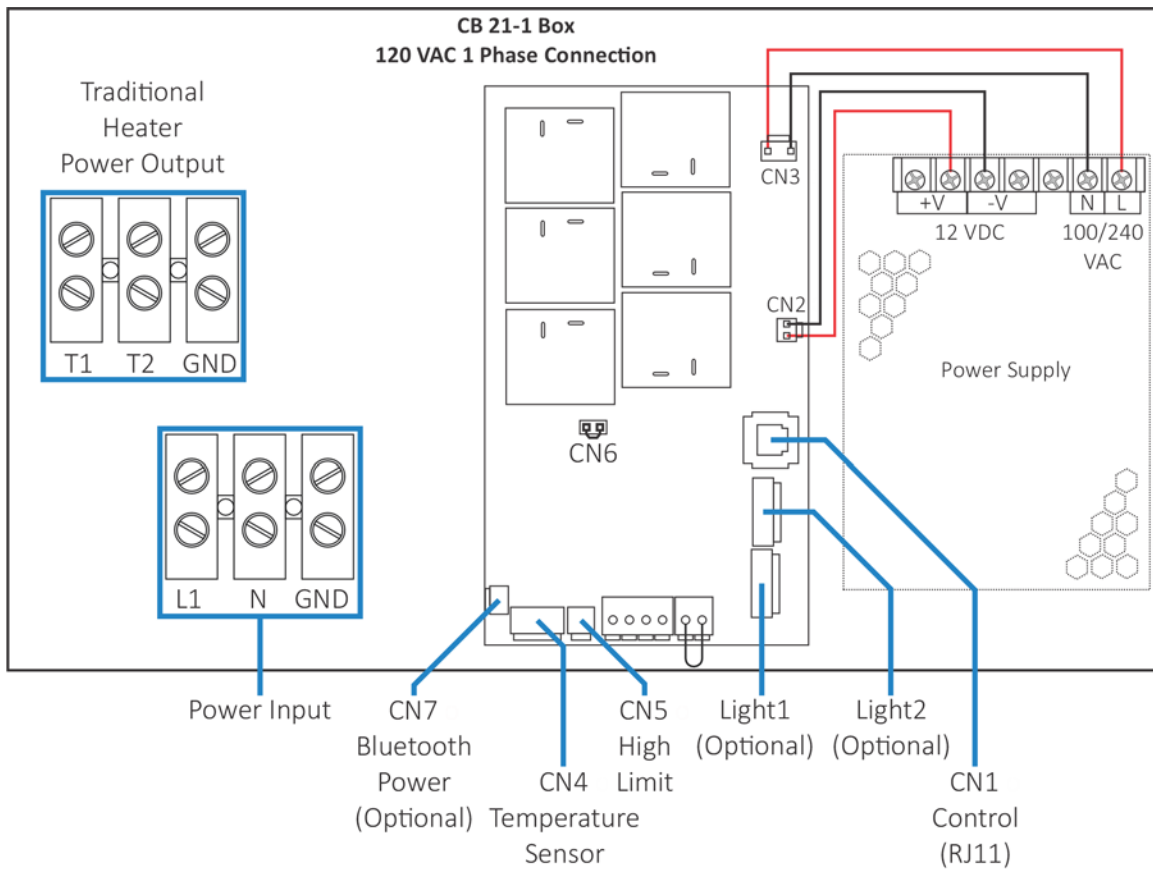 CB 21-1 Box
120 VAC 1 Phase Connection
Traditional
Heater
Power Output
T1 T2 GND
L1 N GND
Power Input
CN3
+V -V N L
12 VDC 100/240
VAC
CN2
Power Supply
CN6
CN7
Bluetooth
Power
(Optional)
CN4
Temperature
Sensor
CN5
High
Limit
Light1
(Optional)
Light2
(Optional)
CN1
Control
(RJ11)